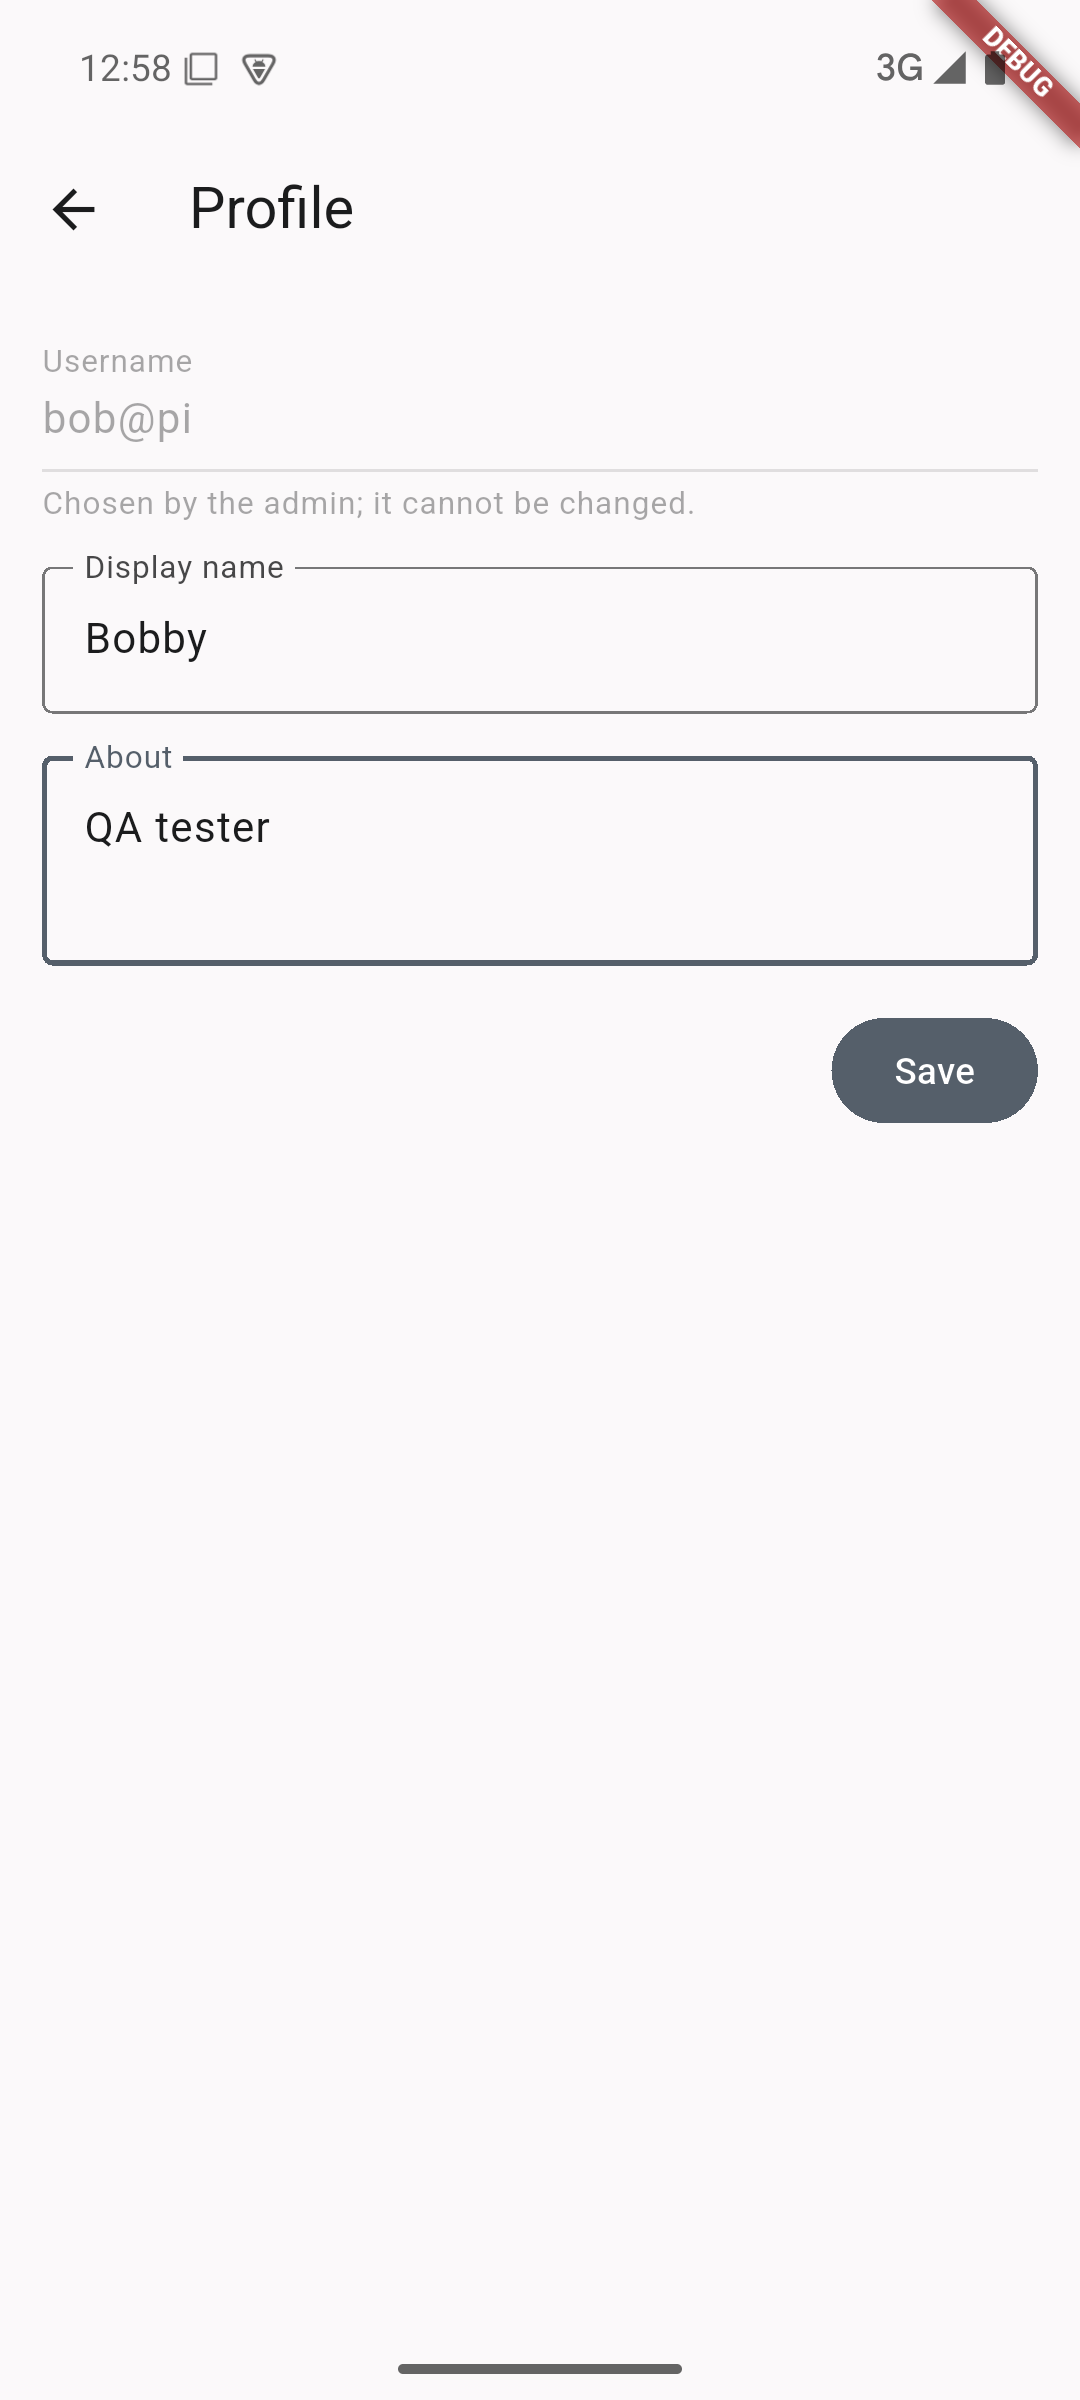 12:58
3G
DEBUG
Profile
Username
bob@pi
Chosen by the admin; it cannot be changed.
Display name
Bobby
About
QA tester
Save